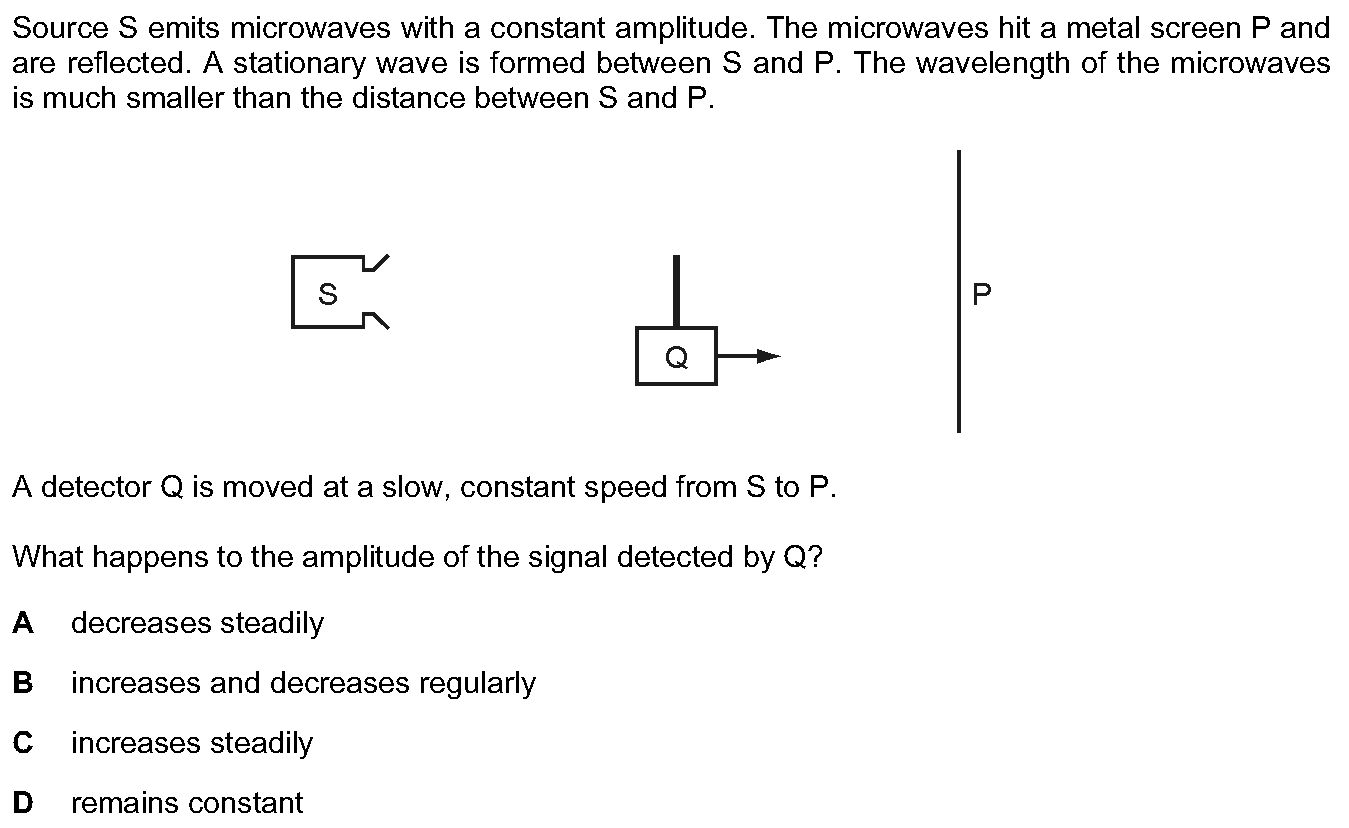 Source S emits microwaves with a constant amplitude. The microwaves hit a metal screen P and
are reflected. A stationary wave is formed between S and P. The wavelength of the microwaves
is much smaller than the distance between S and P.
S
P
Q
A detector Q is moved at a slow, constant speed from S to P.
What happens to the amplitude of the signal detected by Q?
A decreases steadily
B increases and decreases regularly
C increases steadily
D remains constant